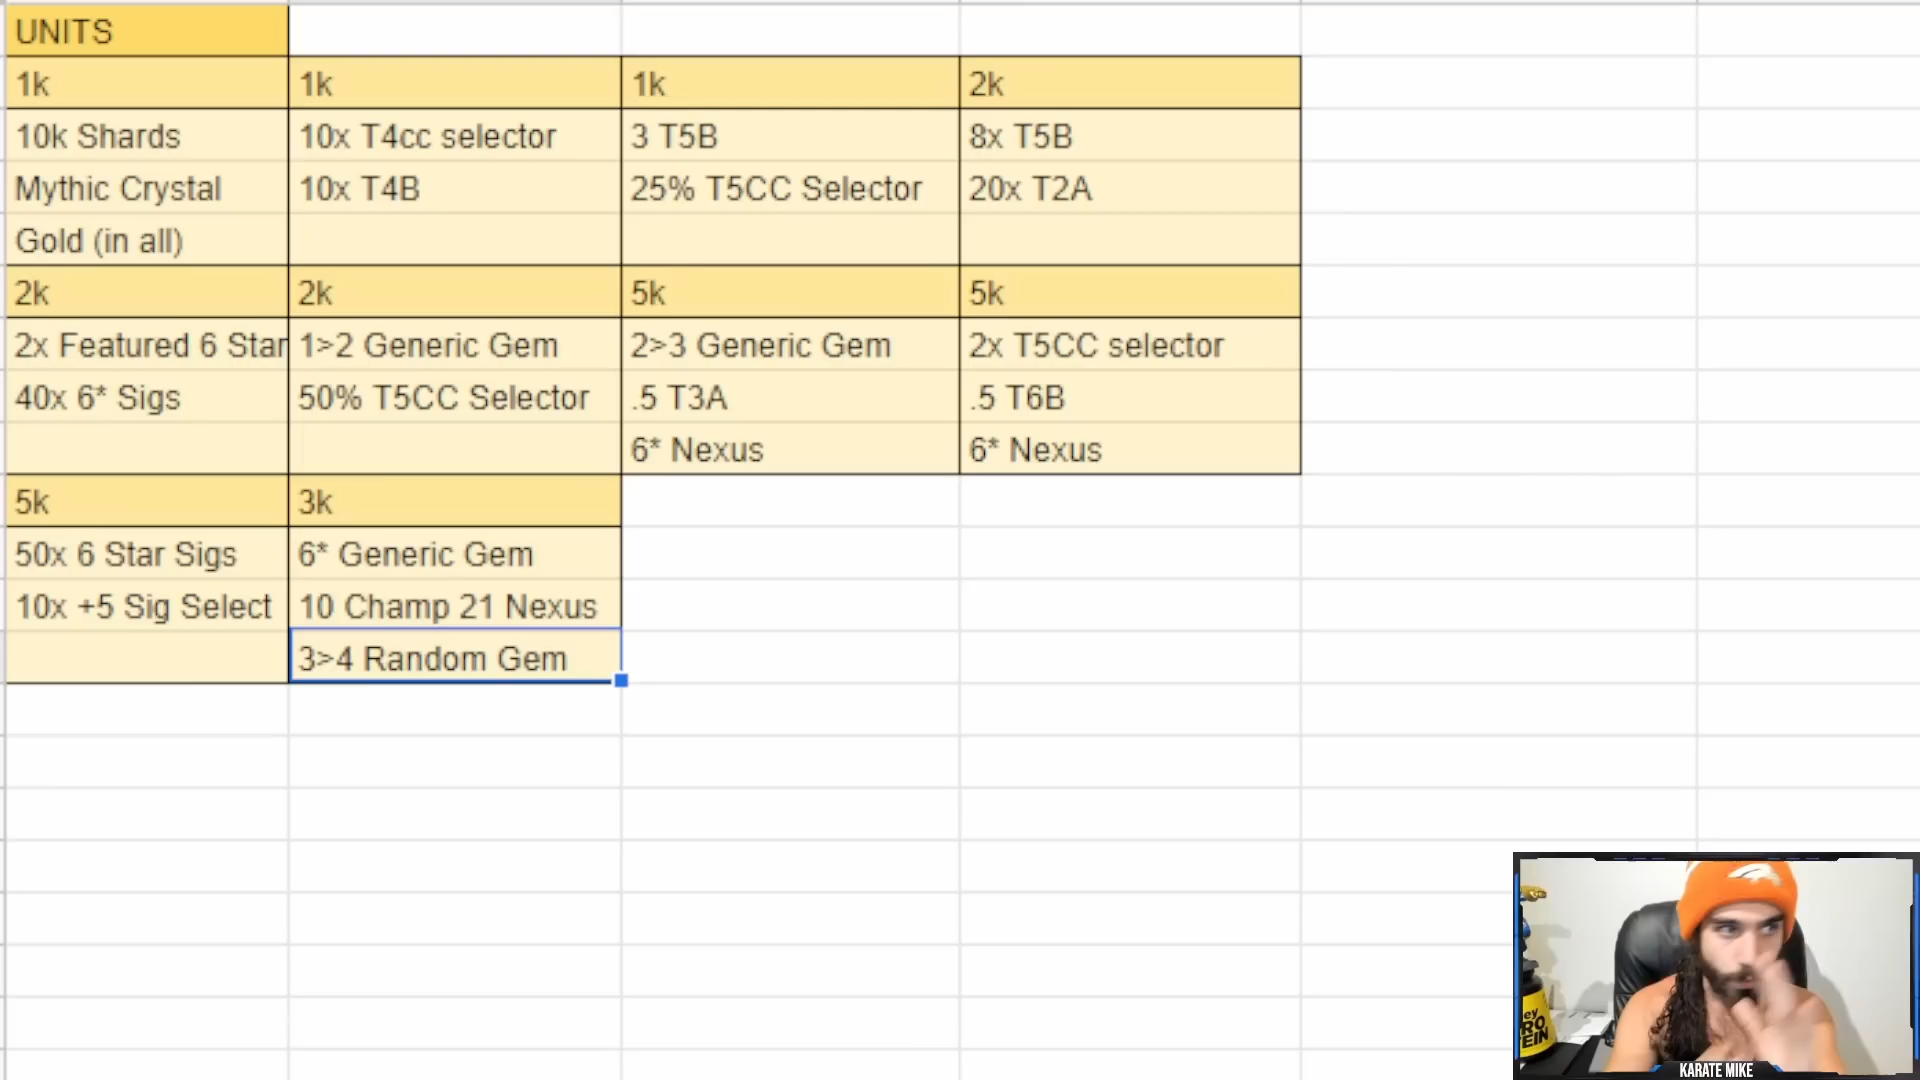 UNITS
1k 1k 1k 2k
10k Shards 10x T4cc selector 3 T5B 8x T5B
Mythic Crystal 10x T4B 25% T5CC Selector 20x T2A
Gold (in all)
2k 2k 5k 5k
2x Featured 6 Star 1>2 Generic Gem 2>3 Generic Gem 2x T5CC selector
40x 6* Sigs 50% T5CC Selector .5 T3A .5 T6B
6* Nexus 6* Nexus
5k 3k
50x 6 Star Sigs 6* Generic Gem
10x +5 Sig Select 10 Champ 21 Nexus
3>4 Random Gem
KARATE MIKE